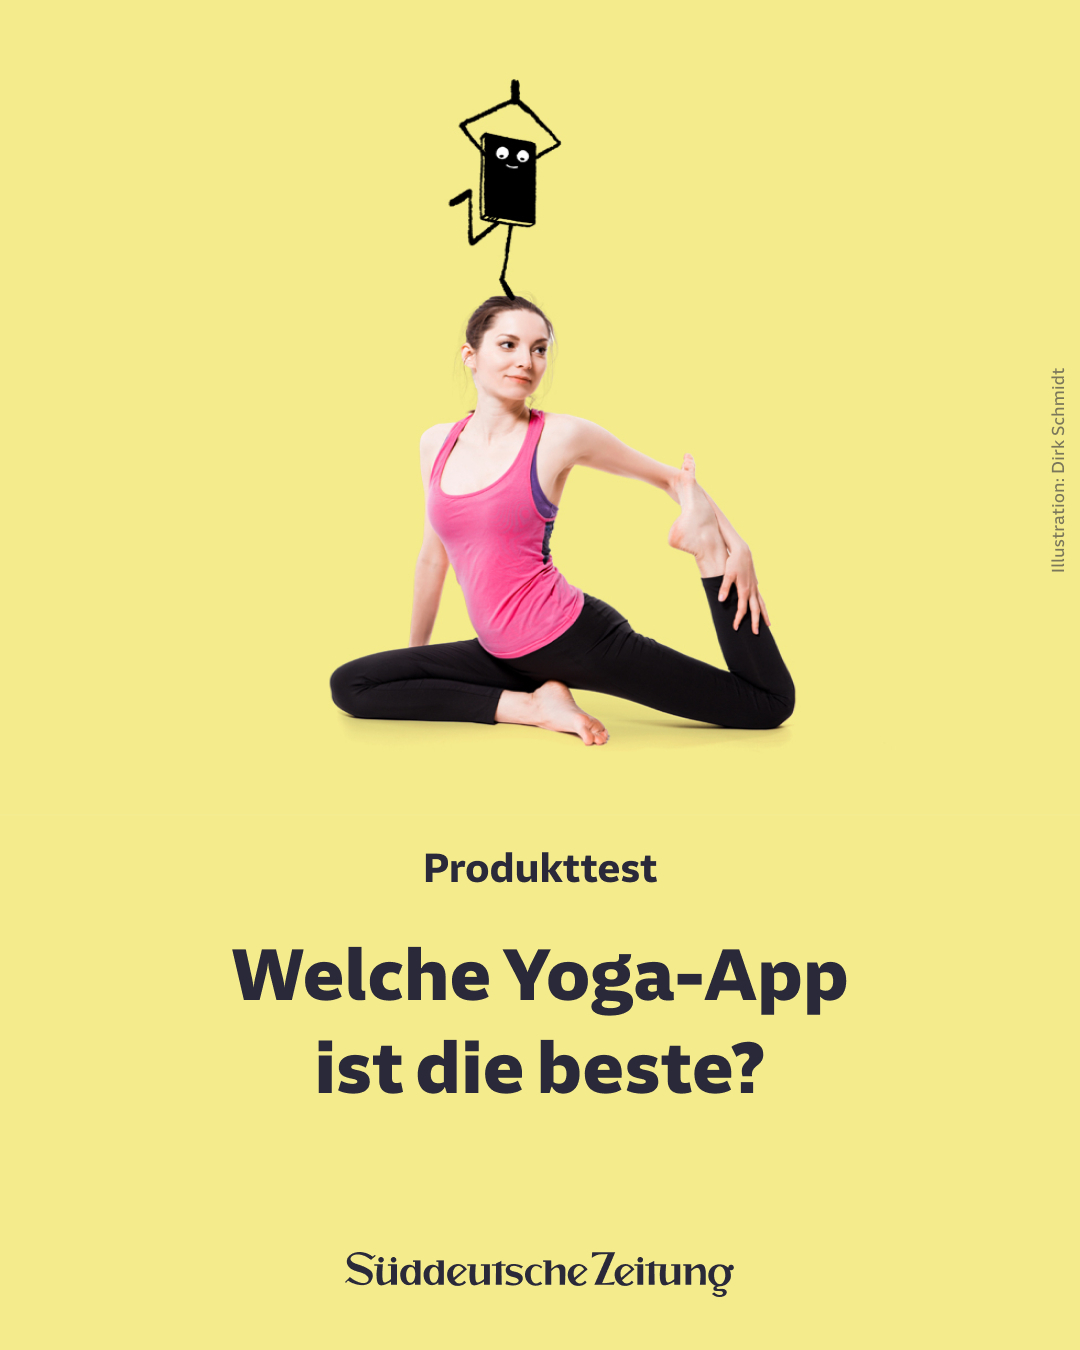 Illustration: Dirk Schmidt
Produkttest
Welche Yoga-App
ist die beste?
Süddeutsche Zeitung